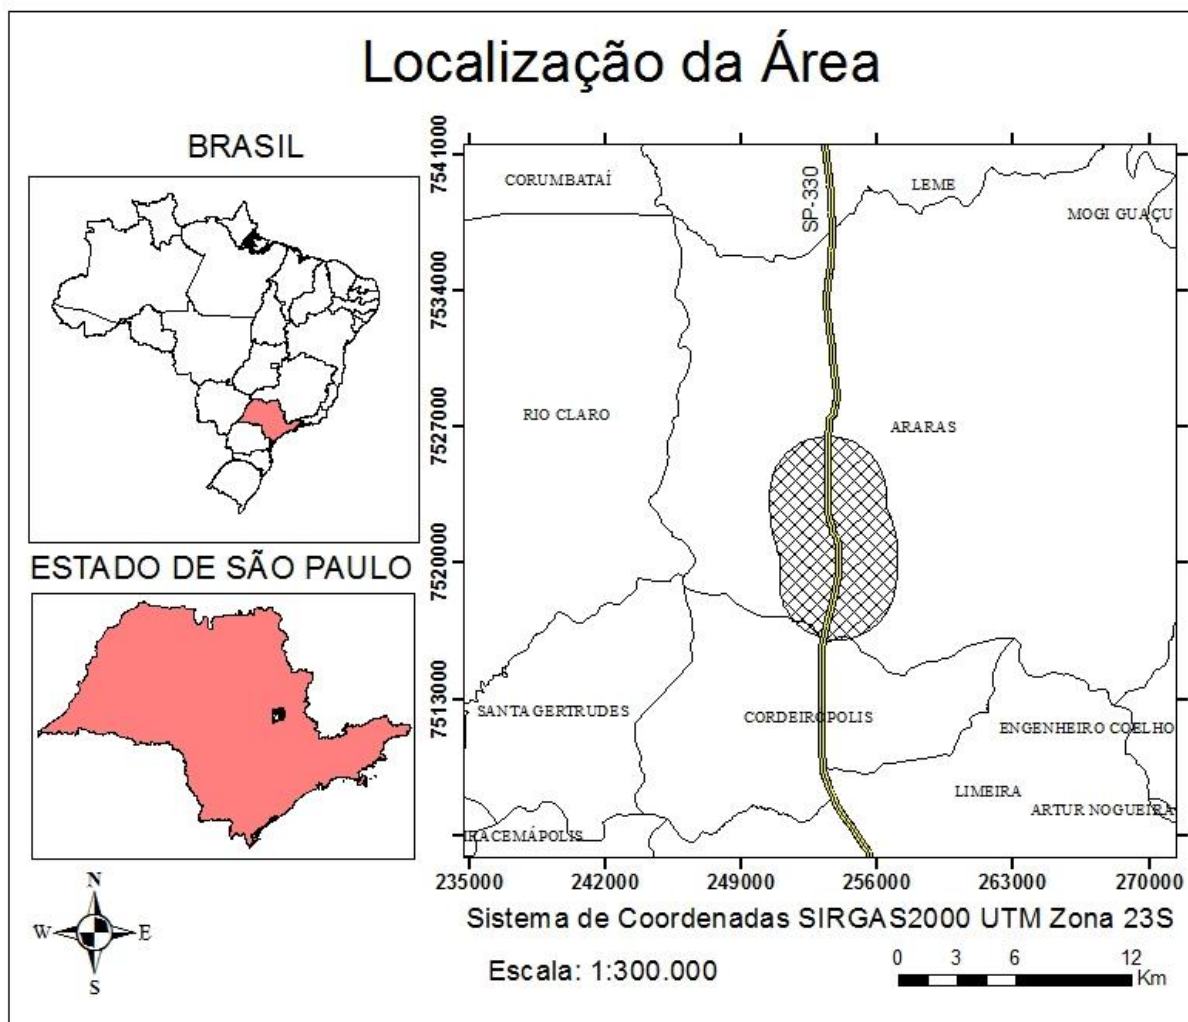 Localização da Área
BRASIL
ESTADO DE SÃO PAULO
N
W
E
S
7541000
7534000
7527000
7520000
7513000
CORUMBATAÍ
SP-330
LEME
MOGI GUAÇU
RIO CLARO
ARARAS
SANTA GERTRUDES
CORDEIROPOLIS
ENGENHEIRO COELHO
LIMEIRA
ARTUR NOGUEIRA
IRACEMÁPOLIS
235000 242000 249000 256000 263000 270000
Sistema de Coordenadas SIRGAS2000 UTM Zona 23S
Escala: 1:300.000
0 3 6 12
Km